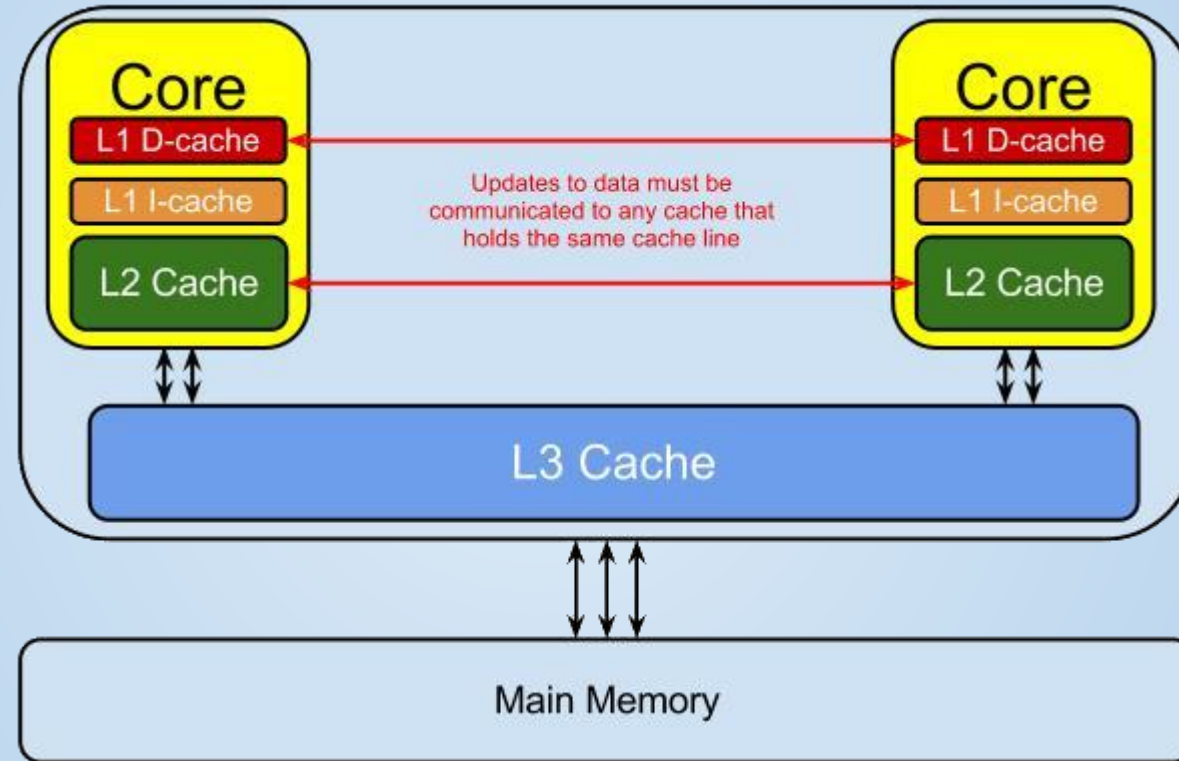 Core
L1 D-cache
L1 I-cache
L2 Cache
Updates to data must be
communicated to any cache that
holds the same cache line
Core
L1 D-cache
L1 I-cache
L2 Cache
L3 Cache
Main Memory